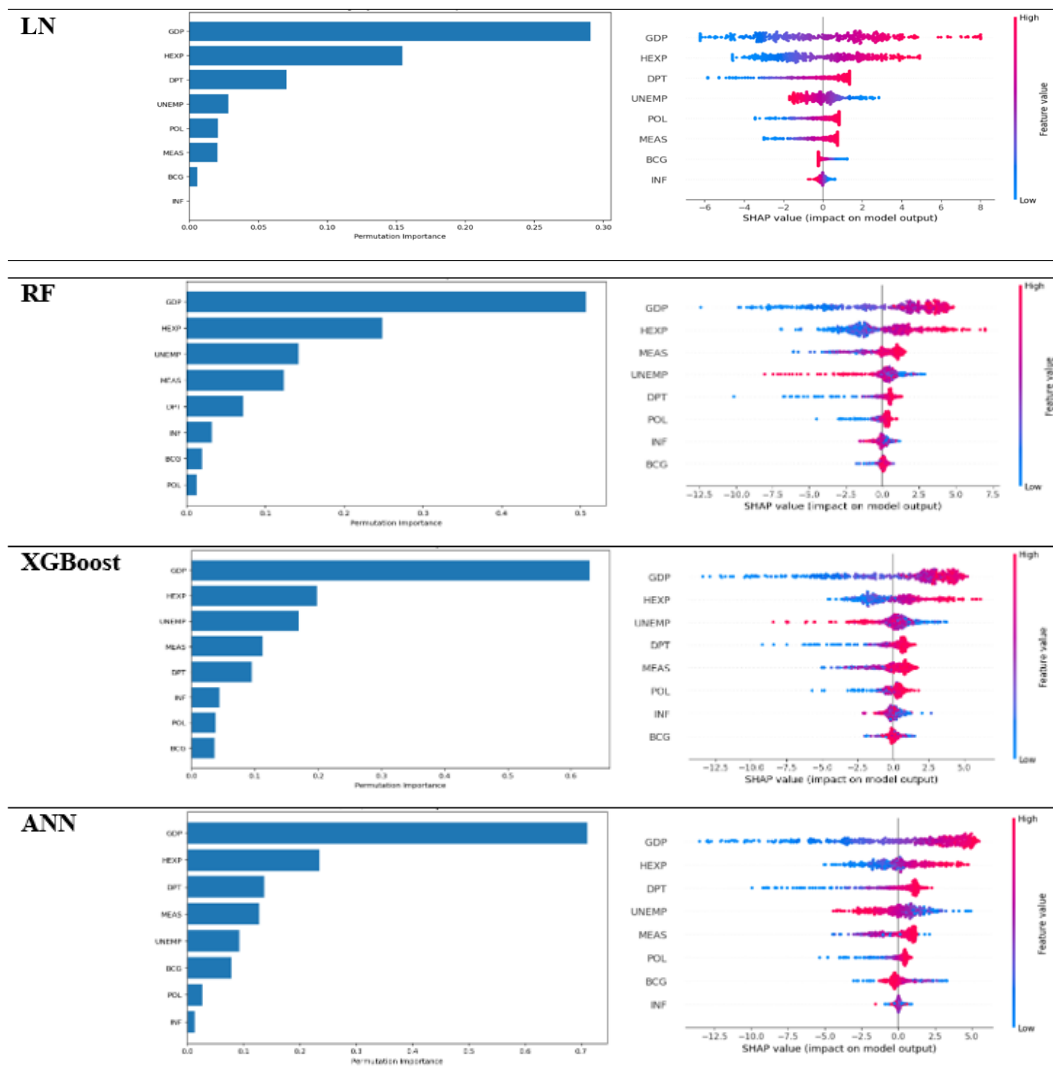 LN
GDP
HEXP
DPT
UNEMP
POL
MEAS
BCG
INF
0.00 0.05 0.10 0.15 0.20 0.25 0.30
Permutation Importance
GDP
HEXP
DPT
UNEMP
POL
MEAS
BCG
INF
−6 −4 −2 0 2 4 6 8
SHAP value (impact on model output)
High
Feature value
Low
RF
GDP
HEXP
UNEMP
MEAS
DPT
INF
BCG
POL
0.0 0.1 0.2 0.3 0.4 0.5
Permutation Importance
GDP
HEXP
MEAS
UNEMP
DPT
POL
INF
BCG
−12.5 −10.0 −7.5 −5.0 −2.5 0.0 2.5 5.0 7.5
SHAP value (impact on model output)
High
Feature value
Low
XGBoost
GDP
HEXP
UNEMP
MEAS
DPT
INF
POL
BCG
0.0 0.1 0.2 0.3 0.4 0.5 0.6
Permutation Importance
GDP
HEXP
UNEMP
DPT
MEAS
POL
INF
BCG
−12.5 −10.0 −7.5 −5.0 −2.5 0.0 2.5 5.0
SHAP value (impact on model output)
High
Feature value
Low
ANN
GDP
HEXP
DPT
MEAS
UNEMP
BCG
POL
INF
0.0 0.1 0.2 0.3 0.4 0.5 0.6 0.7
Permutation Importance
GDP
HEXP
DPT
UNEMP
MEAS
POL
BCG
INF
−12.5 −10.0 −7.5 −5.0 −2.5 0.0 2.5 5.0
SHAP value (impact on model output)
High
Feature value
Low